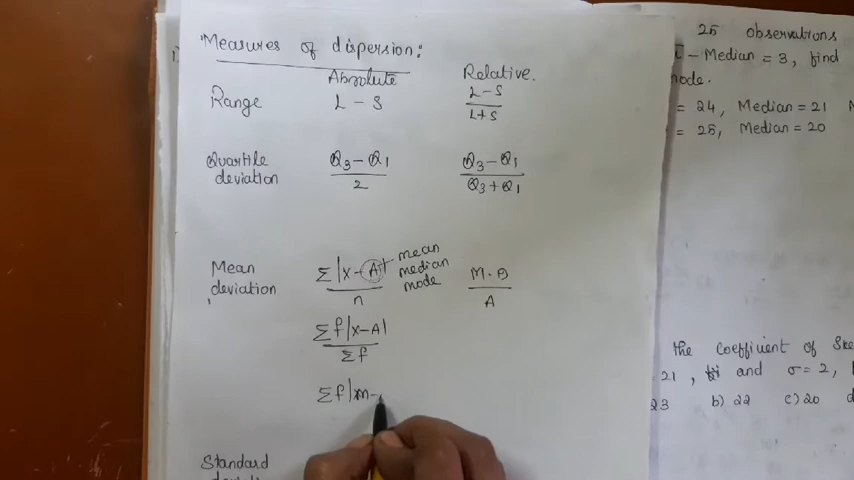 Measures of dispersion:
Absolute Relative.
Range L - S L - S
L + S
Quartile deviation Q3 - Q1 Q3 - Q1
2 Q3 + Q1
Mean deviation Σ|x - A| mean median mode M.D
n A
Σf|x-A|
Σf
Σf|m-
Standard
25 observations
- Median = 3, find
mode.
= 24, Median = 21
= 25, Median = 20
the coefficient of Ske
21, and σ = 2,
23 b) 22 c) 20 d